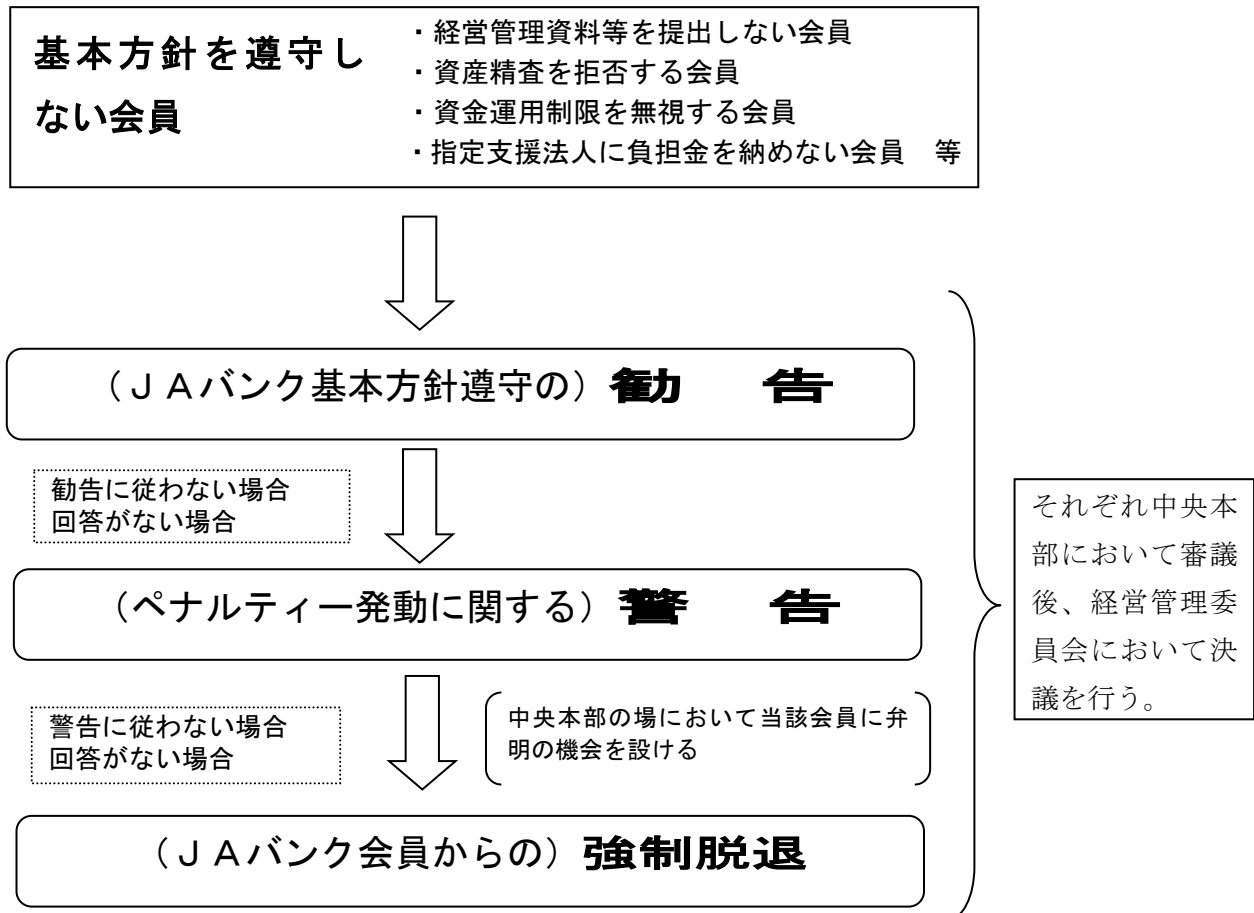 基本方針を遵守し
ない会員
・経営管理資料等を提出しない会員
・資産精査を拒否する会員
・資金運用制限を無視する会員
・指定支援法人に負担金を納めない会員　等
（ＪＡバンク基本方針遵守の）勧　告
勧告に従わない場合
回答がない場合
（ペナルティー発動に関する）警　告
警告に従わない場合
回答がない場合
中央本部の場において当該会員に弁
明の機会を設ける
（ＪＡバンク会員からの）強制脱退
それぞれ中央本
部において審議
後、経営管理委
員会において決
議を行う。